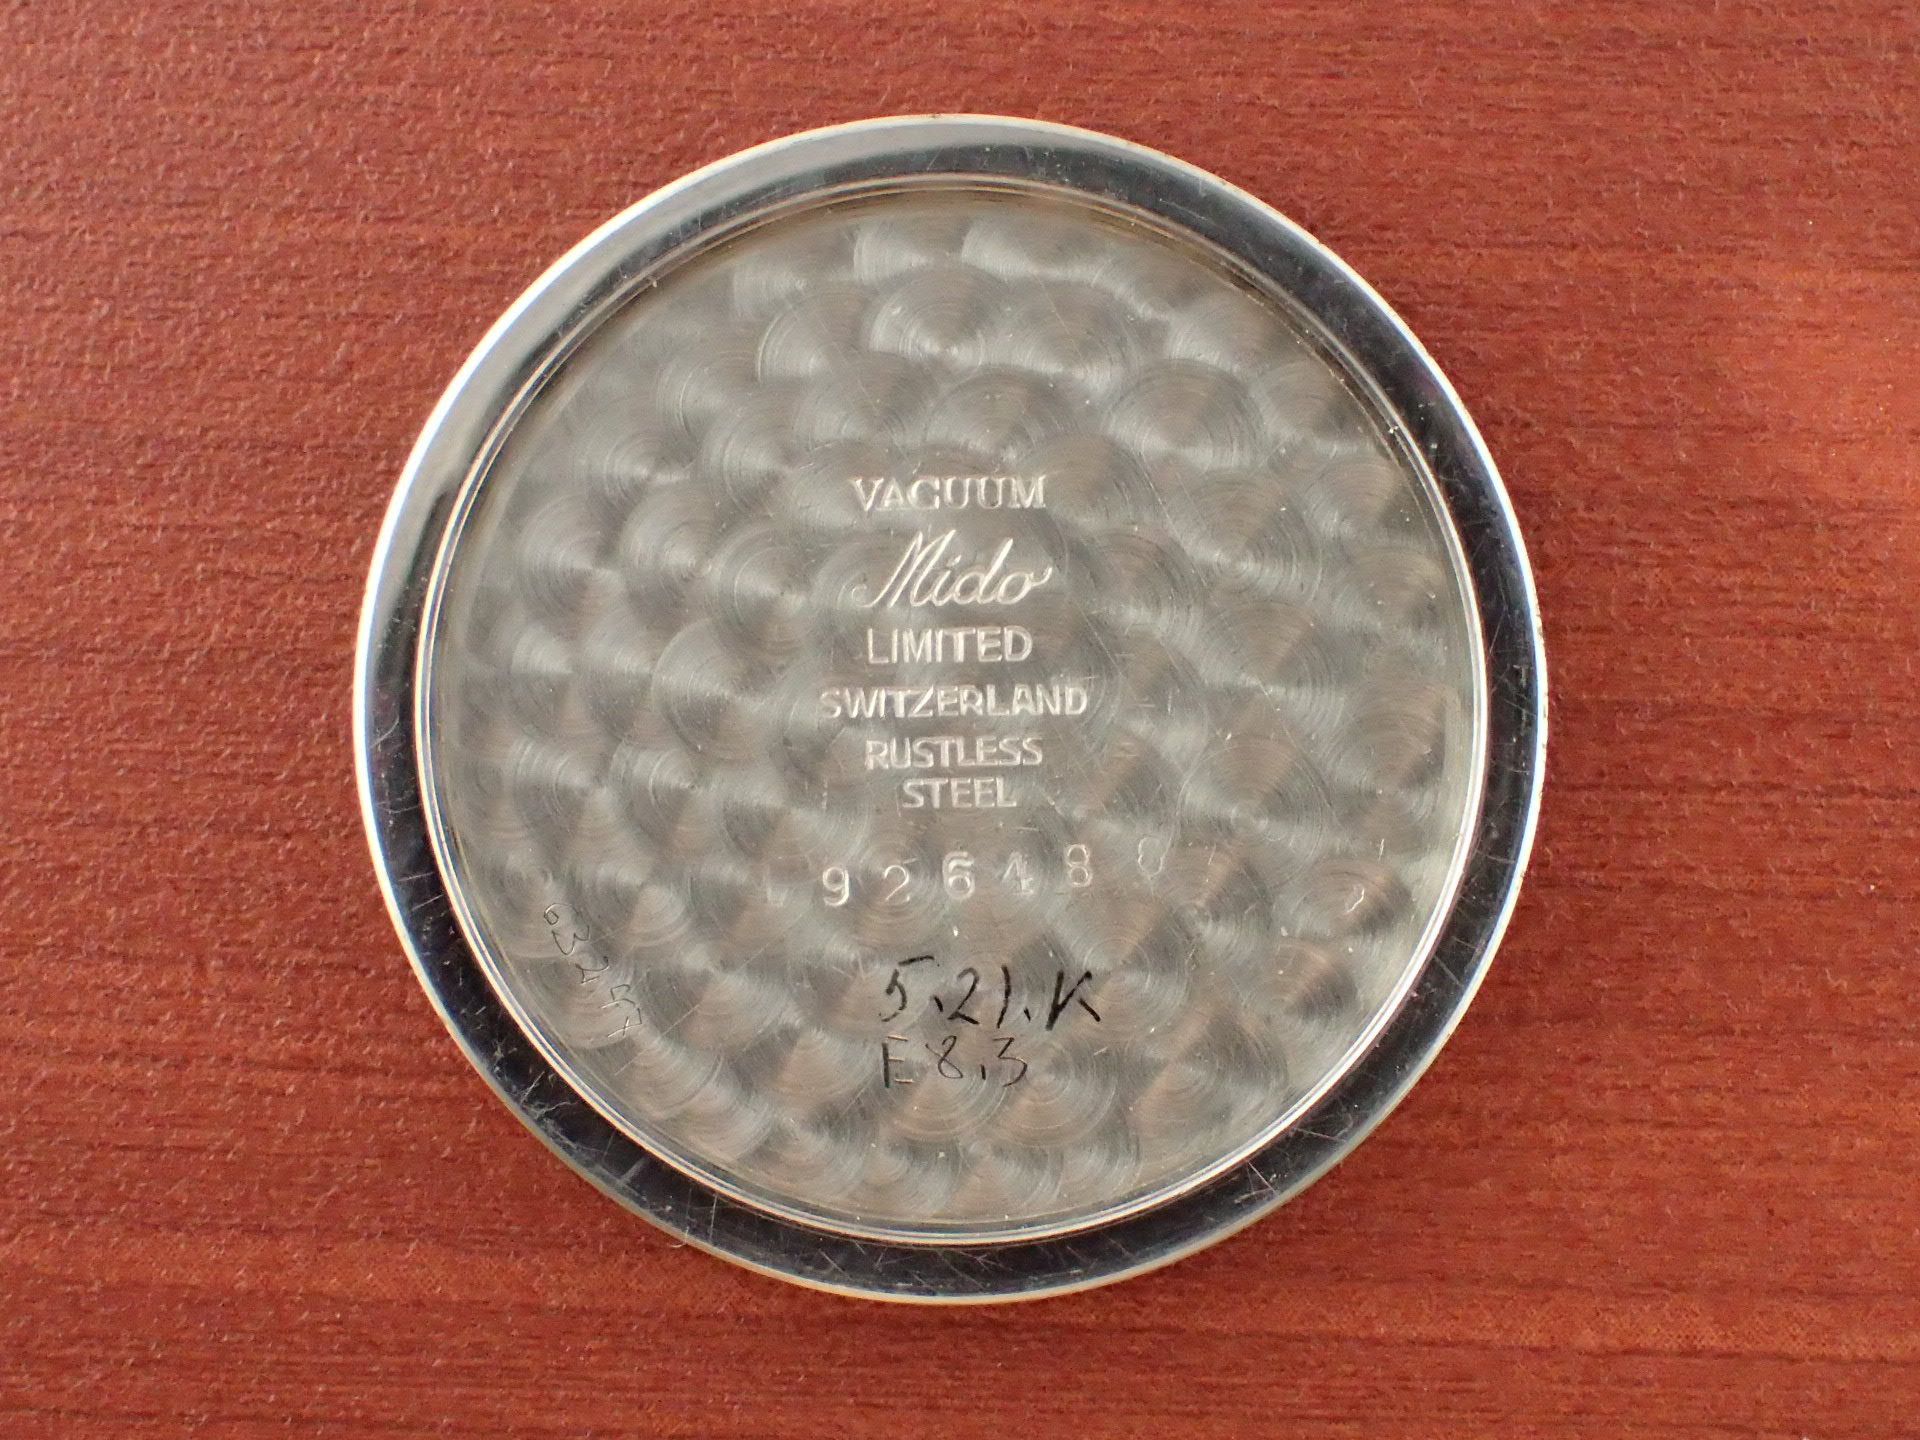 VACUUM
Mido
LIMITED
SWITZERLAND
RUSTLESS
STEEL
926480
5.21.K
E8.3